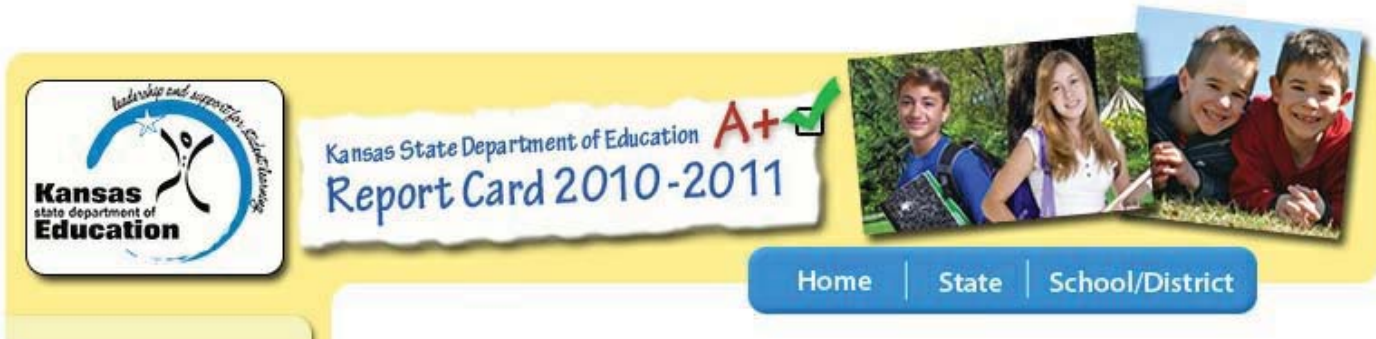 leadership and support for student learning
Kansas
state department of
Education
Kansas State Department of Education A+
Report Card 2010-2011
Home | State | School/District